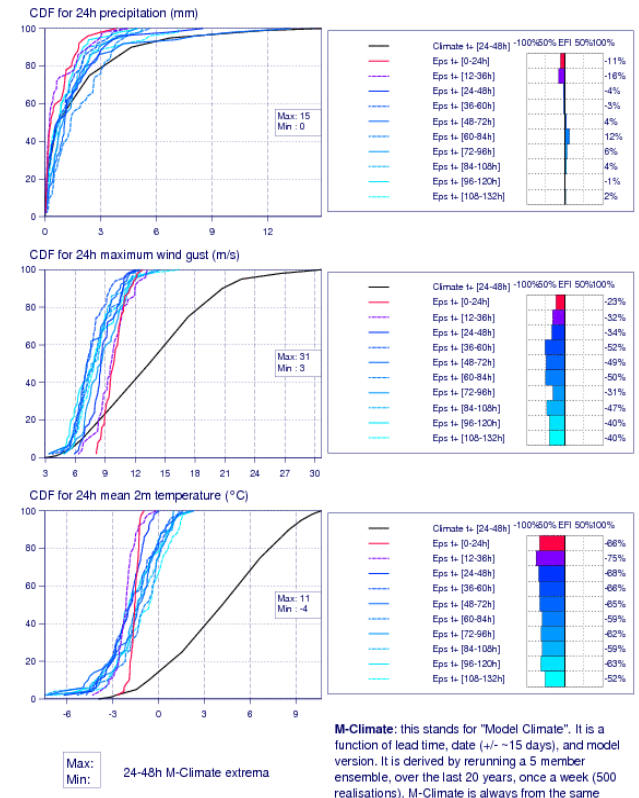 CDF for 24h precipitation (mm)
100
80
60
40
20
0
0 3 6 9 12
Max: 15
Min : 0
Climate t+ [24-48h]
-100%50% EFI 50%100%
Eps t+ [0-24h] -11%
Eps t+ [12-36h] -16%
Eps t+ [24-48h] -4%
Eps t+ [36-60h] -3%
Eps t+ [48-72h] 4%
Eps t+ [60-84h] 12%
Eps t+ [72-96h] 6%
Eps t+ [84-108h] 4%
Eps t+ [96-120h] -1%
Eps t+ [108-132h] 2%
CDF for 24h maximum wind gust (m/s)
100
80
60
40
20
0
3 6 9 12 15 18 21 24 27 30
Max: 31
Min : 3
Climate t+ [24-48h]
-100%50% EFI 50%100%
Eps t+ [0-24h] -23%
Eps t+ [12-36h] -32%
Eps t+ [24-48h] -34%
Eps t+ [36-60h] -52%
Eps t+ [48-72h] -49%
Eps t+ [60-84h] -50%
Eps t+ [72-96h] -31%
Eps t+ [84-108h] -47%
Eps t+ [96-120h] -40%
Eps t+ [108-132h] -40%
CDF for 24h mean 2m temperature (°C)
100
80
60
40
20
0
-6 -3 0 3 6 9
Max: 11
Min : -4
Climate t+ [24-48h]
-100%50% EFI 50%100%
Eps t+ [0-24h] -66%
Eps t+ [12-36h] -75%
Eps t+ [24-48h] -68%
Eps t+ [36-60h] -66%
Eps t+ [48-72h] -65%
Eps t+ [60-84h] -59%
Eps t+ [72-96h] -62%
Eps t+ [84-108h] -59%
Eps t+ [96-120h] -63%
Eps t+ [108-132h] -52%
Max:
Min:
24-48h M-Climate extrema
M-Climate: this stands for "Model Climate". It is a
function of lead time, date (+/- ~15 days), and model
version. It is derived by rerunning a 5 member
ensemble, over the last 20 years, once a week (500
realisations). M-Climate is always from the same